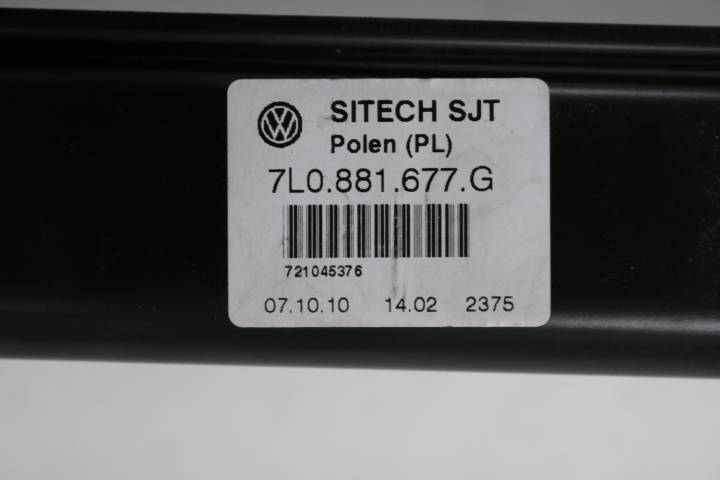 SITECH SJT
Polen (PL)
7L0.881.677.G
721045376
07.10.10 14.02 2375